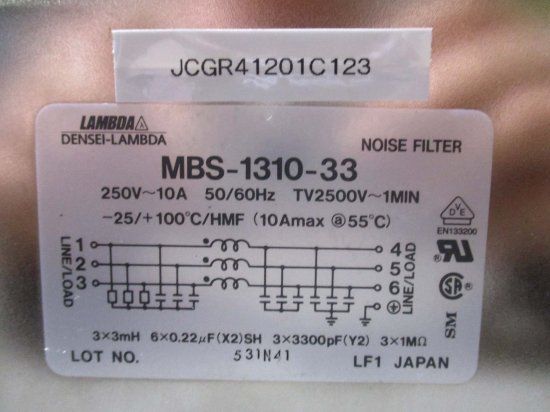 JCGR41201C123
LAMBDA
DENSEI-LAMBDA
NOISE FILTER
MBS-1310-33
250V~10A 50/60Hz TV2500V~1MIN
-25/+100°C/HMF (10Amax @55°C)
DVE
EN133200
LINE/LOAD
1
2
3
4
5
6
LINE/LOAD
SM
3×3mH 6×0.22μF(X2)SH 3×3300pF(Y2) 3×1MΩ
LOT NO. 531N41 LF1 JAPAN